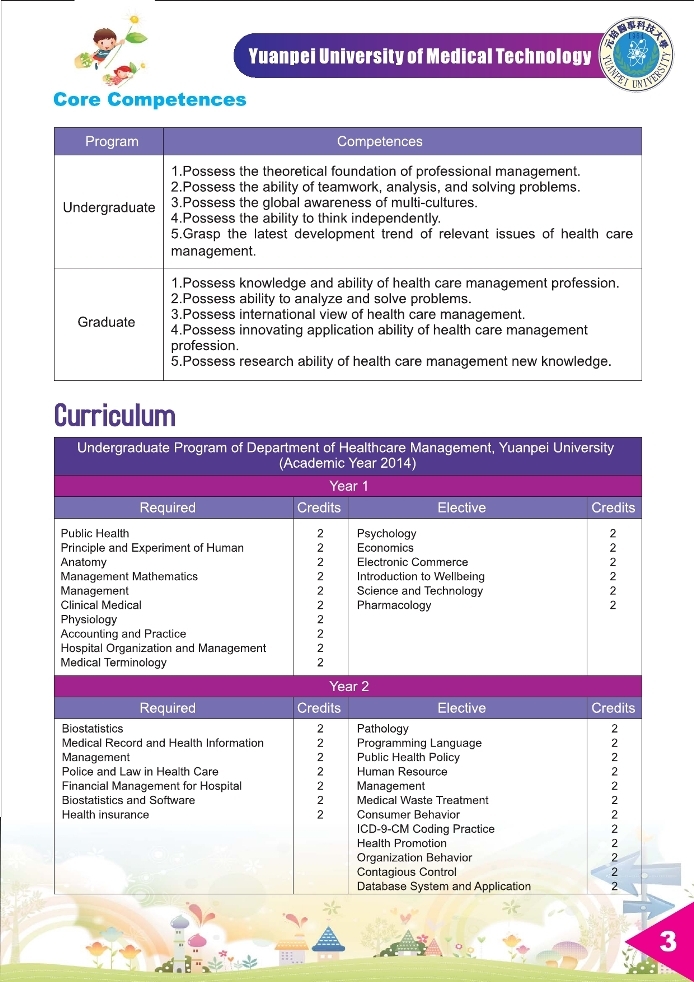 Yuanpei University of Medical Technology
元培醫事科技大學
YUANPEI UNIVERSITY
Core Competences
Program Competences
Undergraduate
1.Possess the theoretical foundation of professional management.
2.Possess the ability of teamwork, analysis, and solving problems.
3.Possess the global awareness of multi-cultures.
4.Possess the ability to think independently.
5.Grasp the latest development trend of relevant issues of health care
management.
Graduate
1.Possess knowledge and ability of health care management profession.
2.Possess ability to analyze and solve problems.
3.Possess international view of health care management.
4.Possess innovating application ability of health care management
profession.
5.Possess research ability of health care management new knowledge.
Curriculum
Undergraduate Program of Department of Healthcare Management, Yuanpei University
(Academic Year 2014)
Year 1
Required Credits Elective Credits
Public Health 2 Psychology 2
Principle and Experiment of Human 2 Economics 2
Anatomy 2 Electronic Commerce 2
Management Mathematics 2 Introduction to Wellbeing 2
Management 2 Science and Technology 2
Clinical Medical 2 Pharmacology 2
Physiology 2
Accounting and Practice 2
Hospital Organization and Management 2
Medical Terminology 2
Year 2
Required Credits Elective Credits
Biostatistics 2 Pathology 2
Medical Record and Health Information 2 Programming Language 2
Management 2 Public Health Policy 2
Police and Law in Health Care 2 Human Resource 2
Financial Management for Hospital 2 Management 2
Biostatistics and Software 2 Medical Waste Treatment 2
Health insurance 2 Consumer Behavior 2
ICD-9-CM Coding Practice 2
Health Promotion 2
Organization Behavior 2
Contagious Control 2
Database System and Application 2
3